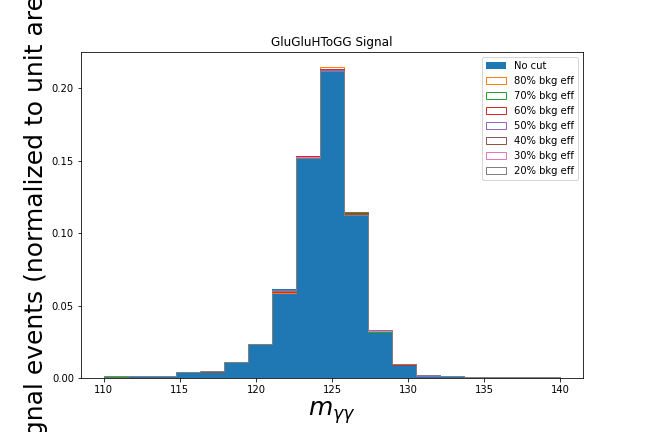 GluGluHToGG Signal
gnal events (normalized to unit are
0.20
0.15
0.10
0.05
0.00
No cut
80% bkg eff
70% bkg eff
60% bkg eff
50% bkg eff
40% bkg eff
30% bkg eff
20% bkg eff
110 115 120 125 130 135 140
mγγ